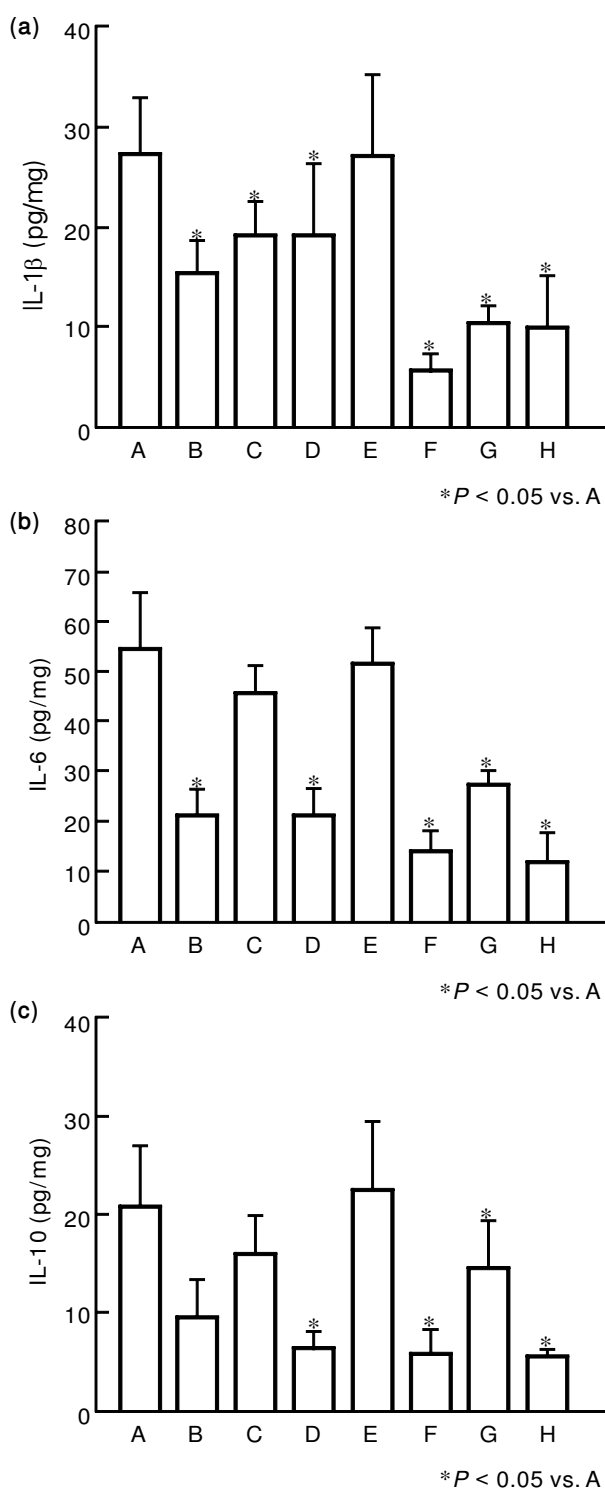 (a)
40
30
20
10
0
IL-1β (pg/mg)
* * * * * *
A B C D E F G H
*P < 0.05 vs. A
(b)
80
70
60
50
40
30
20
10
0
IL-6 (pg/mg)
* * * * *
A B C D E F G H
*P < 0.05 vs. A
(c)
40
30
20
10
0
IL-10 (pg/mg)
* * * *
A B C D E F G H
*P < 0.05 vs. A